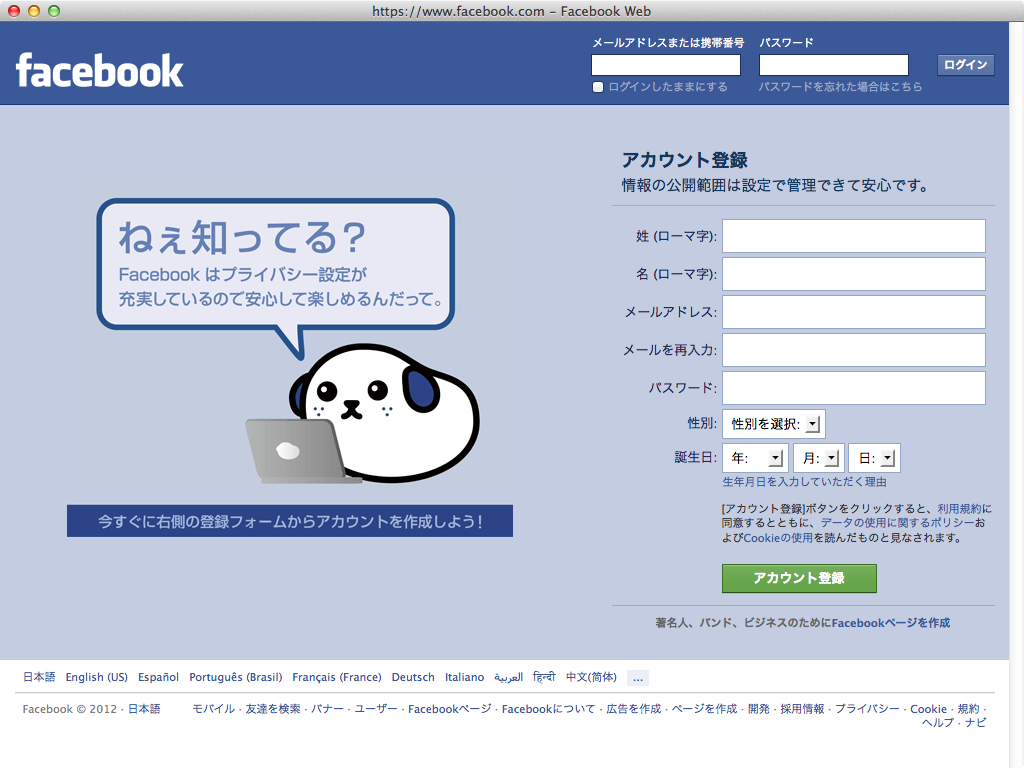 https://www.facebook.com – Facebook Web
facebook
メールアドレスまたは携帯番号 パスワード
ログイン
ログインしたままにする パスワードを忘れた場合はこちら
アカウント登録
情報の公開範囲は設定で管理できて安心です。
ねぇ知ってる?
Facebook はプライバシー設定が
充実しているので安心して楽しめるんだって。
今すぐに右側の登録フォームからアカウントを作成しよう!
姓 (ローマ字):
名 (ローマ字):
メールアドレス:
メールを再入力:
パスワード:
性別: 性別を選択:
誕生日: 年: 月: 日:
生年月日を入力していただく理由
[アカウント登録]ボタンをクリックすると、利用規約に
同意するとともに、データの使用に関するポリシーお
よびCookieの使用を読んだものと見なされます。
アカウント登録
著名人、バンド、ビジネスのためにFacebookページを作成
日本語 English (US) Español Português (Brasil) Français (France) Deutsch Italiano العربية हिन्दी 中文(简体) ...
Facebook © 2012 · 日本語 モバイル · 友達を検索 · バナー · ユーザー · Facebookページ · Facebookについて · 広告を作成 · ページを作成 · 開発 · 採用情報 · プライバシー · Cookie · 規約 ·
ヘルプ · ナビ